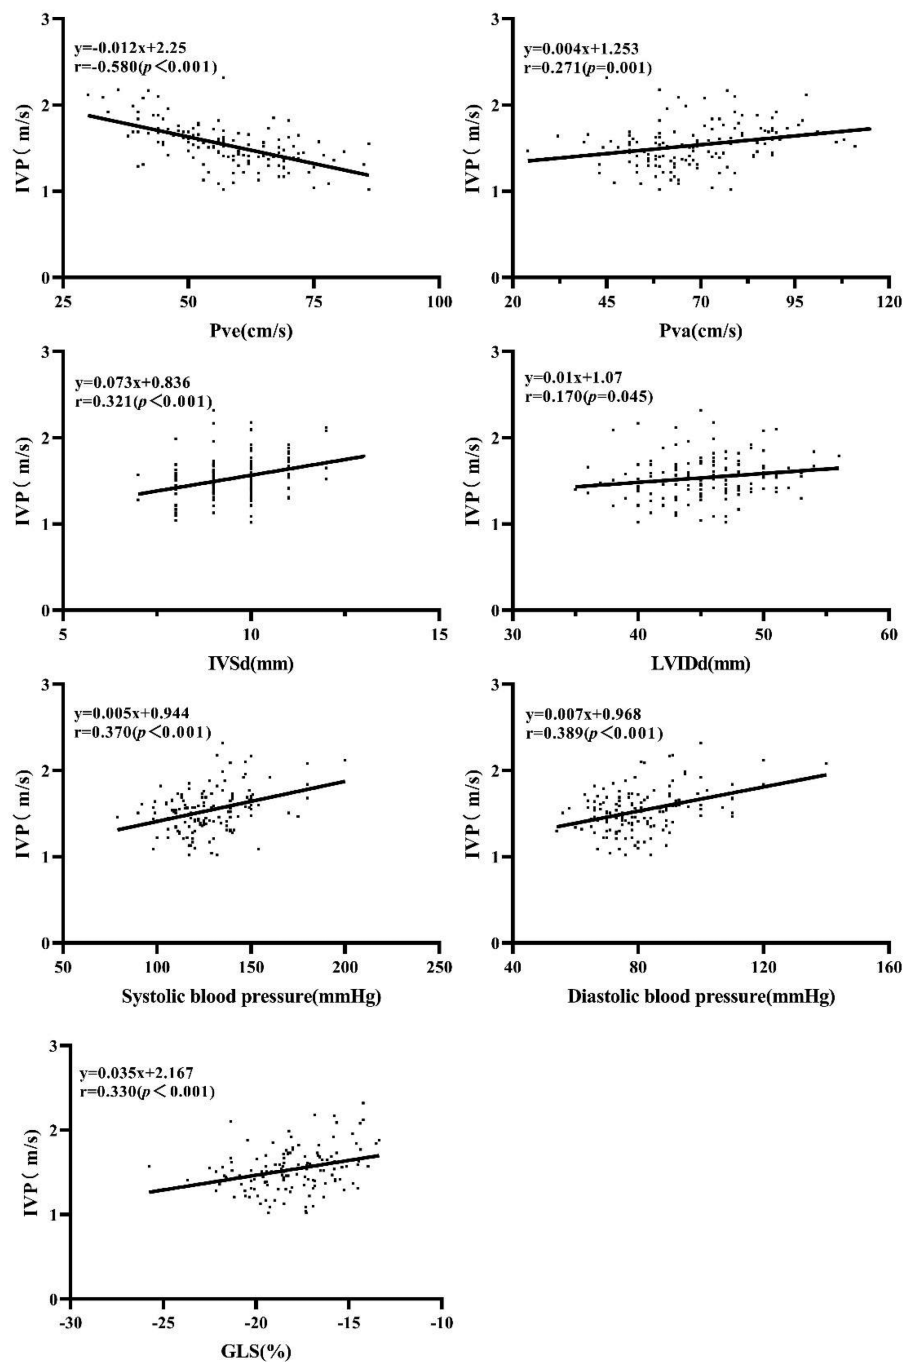 y=-0.012x+2.25
r=-0.580(p<0.001)
3
2
1
0
IVP( m/s)
25
50
75
100
Pve(cm/s)
y=0.004x+1.253
r=0.271(p=0.001)
3
2
1
0
IVP( m/s)
20
45
70
95
120
Pva(cm/s)
y=0.073x+0.836
r=0.321(p<0.001)
3
2
1
0
IVP( m/s)
5
10
15
IVSd(mm)
y=0.01x+1.07
r=0.170(p=0.045)
3
2
1
0
IVP( m/s)
30
40
50
60
LVIDd(mm)
y=0.005x+0.944
r=0.370(p<0.001)
3
2
1
0
IVP( m/s)
50
100
150
200
250
Systolic blood pressure(mmHg)
y=0.007x+0.968
r=0.389(p<0.001)
3
2
1
0
IVP( m/s)
40
80
120
160
Diastolic blood pressure(mmHg)
y=0.035x+2.167
r=0.330(p< 0.001)
3
2
1
0
IVP( m/s)
-30
-25
-20
-15
-10
GLS(%)